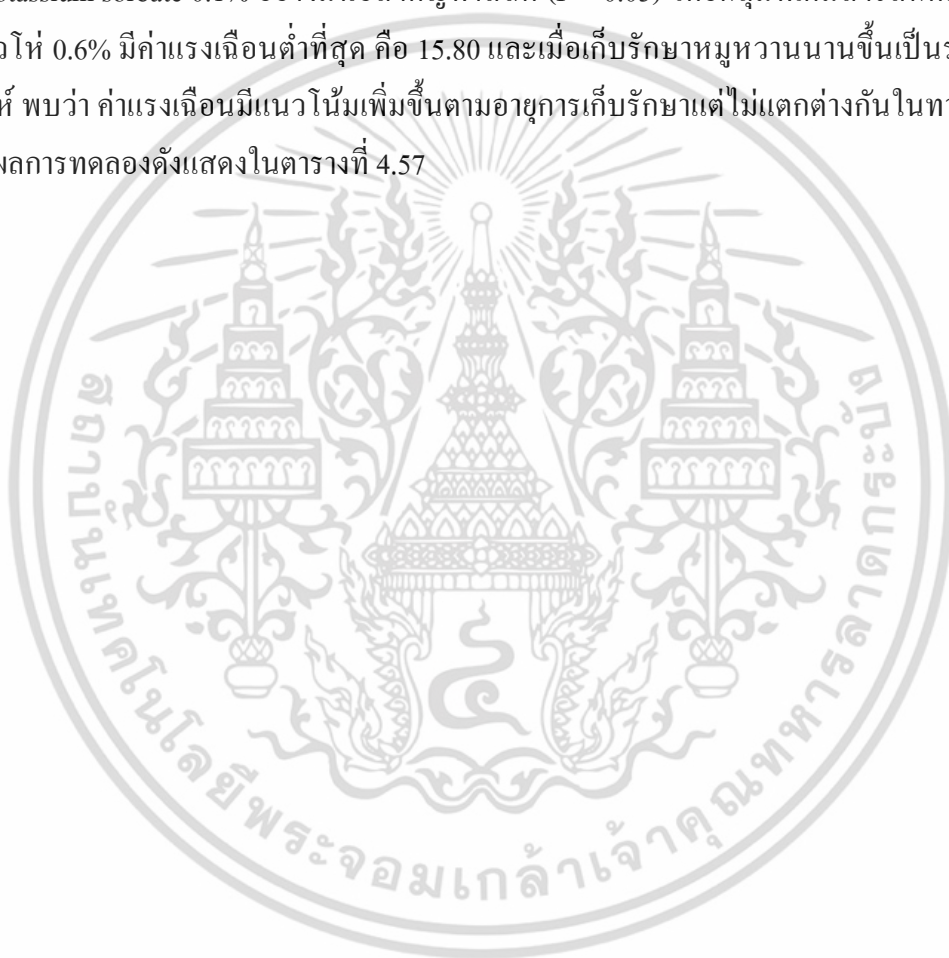 วโห่ 0.6% มีค่าแรงเฉือนต่ำที่สุด คือ 15.80 และเมื่อเก็บรักษาหมูหวานนานขึ้นเป็น
ห์ พบว่า ค่าแรงเฉือนมีแนวโน้มเพิ่มขึ้นตามอายุการเก็บรักษาแต่ไม่แตกต่างกันในทา
ผลการทดลองดังแสดงในตารางที่ 4.57
สถาบันเทคโนโลยีพระจอมเกล้าเจ้าคุณทหารลาดกระบัง